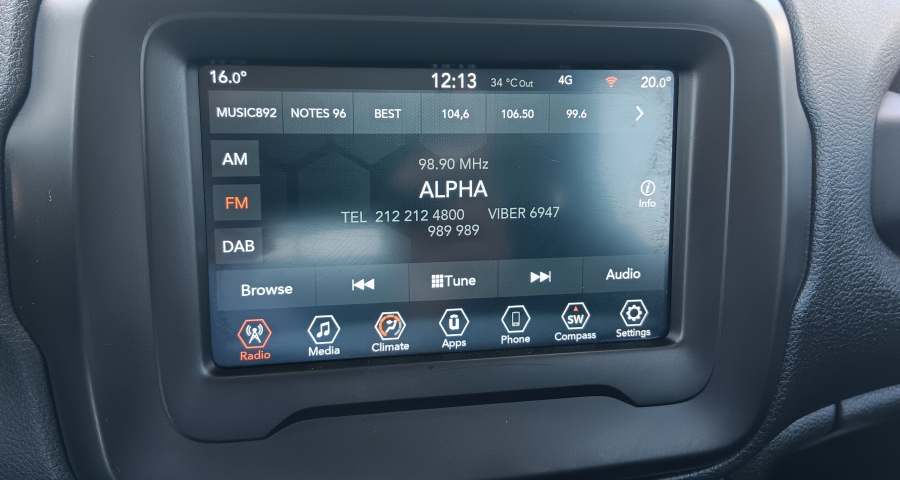 16.0° 12:13 34 °C Out 4G 20.0°
MUSIC892 NOTES 96 BEST 104,6 106.50 99.6
AM
98.90 MHz
ALPHA
Info
FM
TEL 212 212 4800 VIBER 6947
989 989
DAB
Browse Tune Audio
Radio Media Climate Apps Phone SW Compass Settings